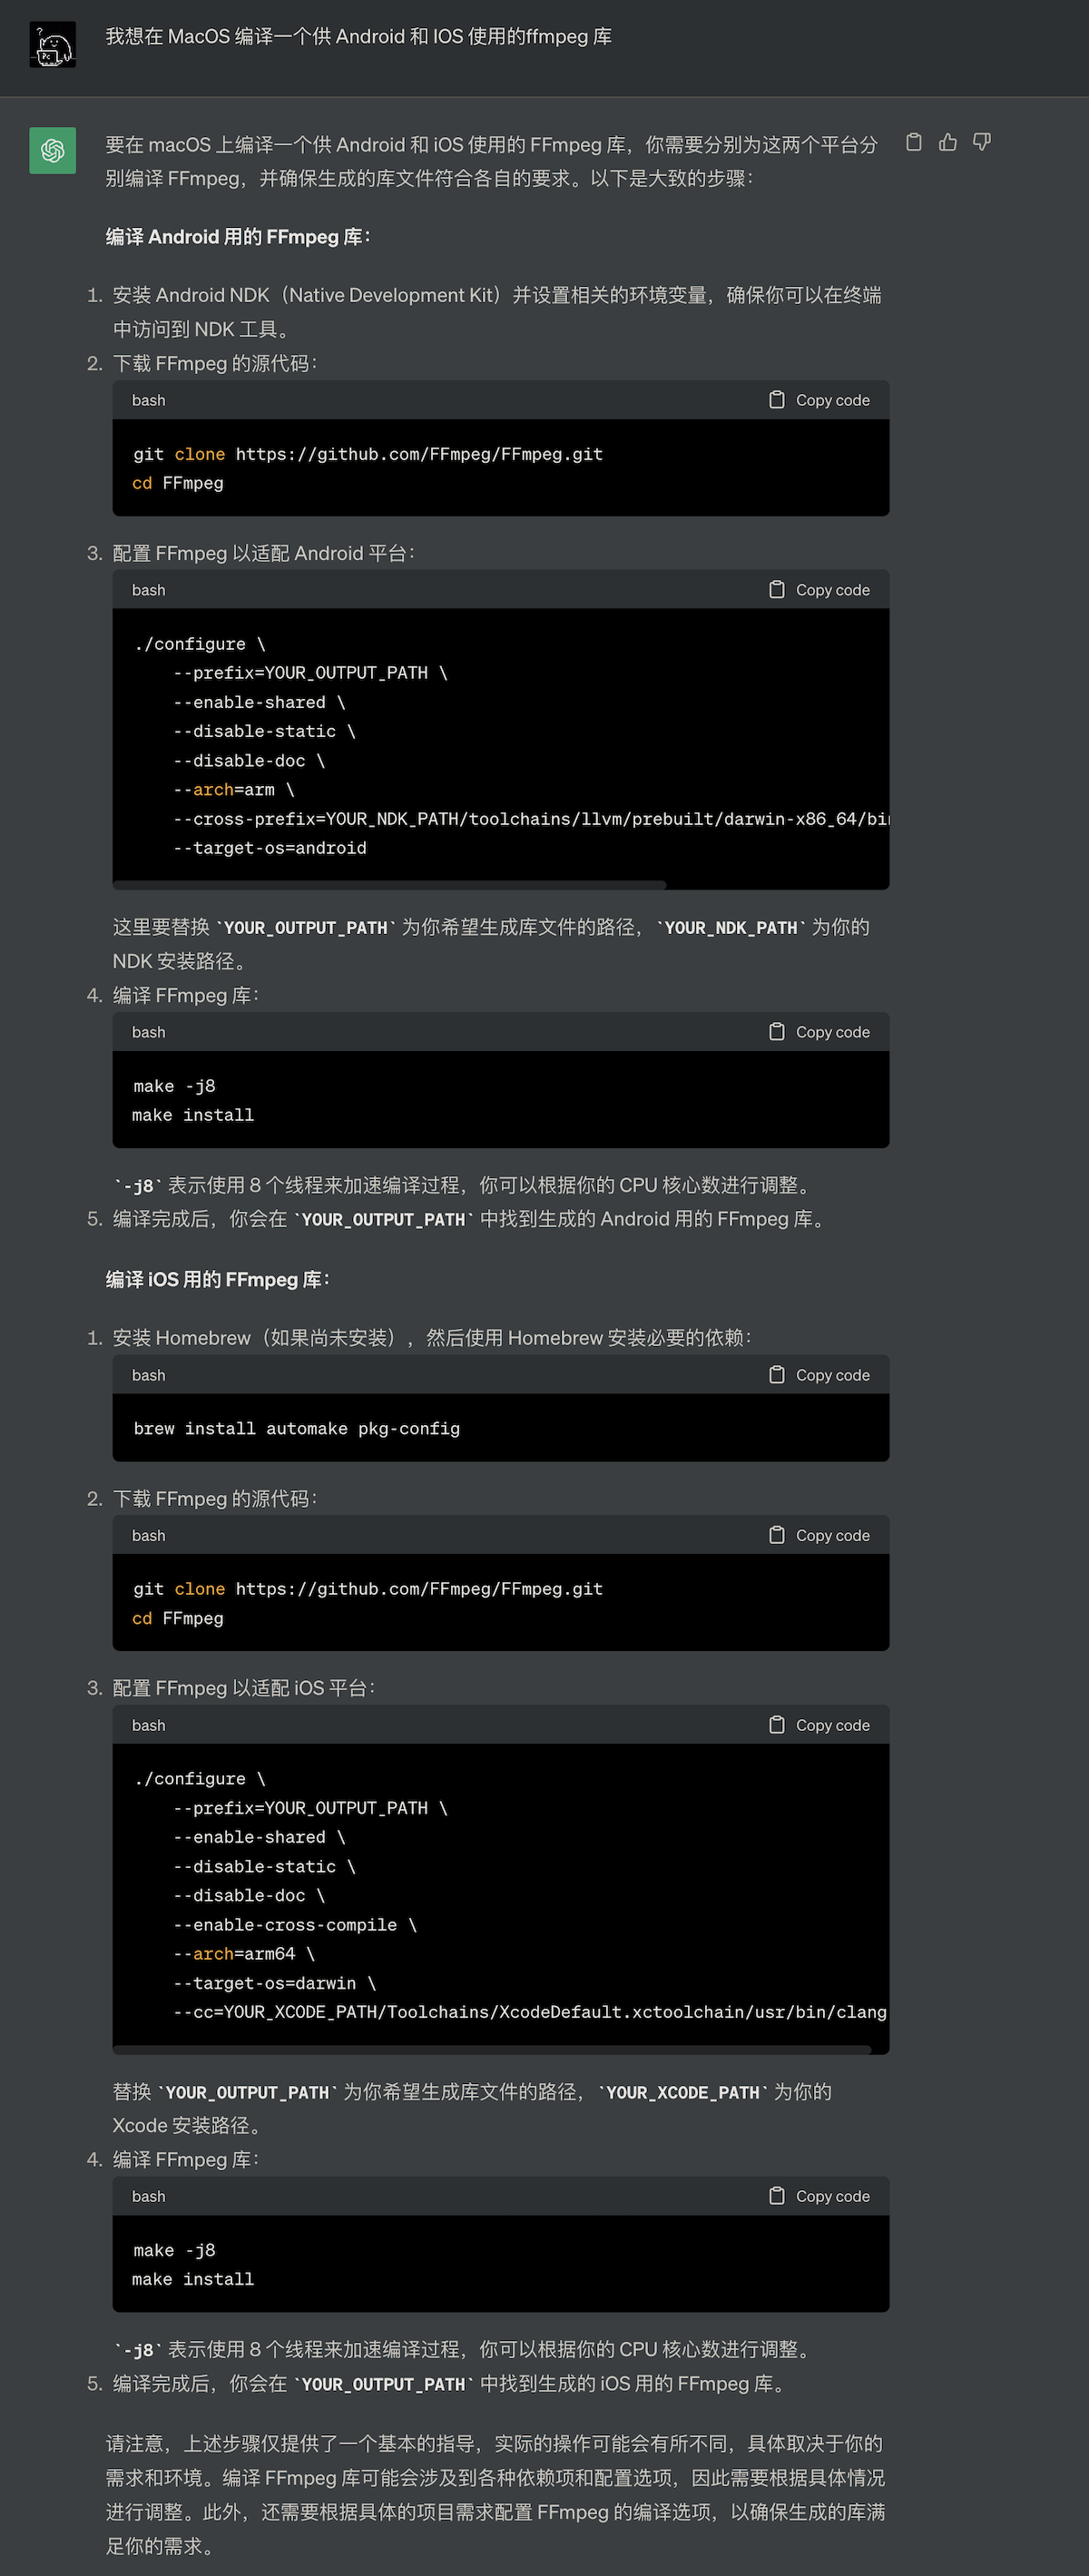 我想在 MacOS 编译一个供 Android 和 IOS 使用的ffmpeg 库
要在 macOS 上编译一个供 Android 和 iOS 使用的 FFmpeg 库，你需要分别为这两个平台分
别编译 FFmpeg，并确保生成的库文件符合各自的要求。以下是大致的步骤：
编译 Android 用的 FFmpeg 库：
1. 安装 Android NDK（Native Development Kit）并设置相关的环境变量，确保你可以在终端
中访问到 NDK 工具。
2. 下载 FFmpeg 的源代码：
bash Copy code
git clone https://github.com/FFmpeg/FFmpeg.git
cd FFmpeg
3. 配置 FFmpeg 以适配 Android 平台：
bash Copy code
./configure \
--prefix=YOUR_OUTPUT_PATH \
--enable-shared \
--disable-static \
--disable-doc \
--arch=arm \
--cross-prefix=YOUR_NDK_PATH/toolchains/llvm/prebuilt/darwin-x86_64/bin
--target-os=android
这里要替换 `YOUR_OUTPUT_PATH` 为你希望生成库文件的路径，`YOUR_NDK_PATH` 为你的
NDK 安装路径。
4. 编译 FFmpeg 库：
bash Copy code
make -j8
make install
`-j8` 表示使用 8 个线程来加速编译过程，你可以根据你的 CPU 核心数进行调整。
5. 编译完成后，你会在 `YOUR_OUTPUT_PATH` 中找到生成的 Android 用的 FFmpeg 库。
编译 iOS 用的 FFmpeg 库：
1. 安装 Homebrew（如果尚未安装），然后使用 Homebrew 安装必要的依赖：
bash Copy code
brew install automake pkg-config
2. 下载 FFmpeg 的源代码：
bash Copy code
git clone https://github.com/FFmpeg/FFmpeg.git
cd FFmpeg
3. 配置 FFmpeg 以适配 iOS 平台：
bash Copy code
./configure \
--prefix=YOUR_OUTPUT_PATH \
--enable-shared \
--disable-static \
--disable-doc \
--enable-cross-compile \
--arch=arm64 \
--target-os=darwin \
--cc=YOUR_XCODE_PATH/Toolchains/XcodeDefault.xctoolchain/usr/bin/clang
替换 `YOUR_OUTPUT_PATH` 为你希望生成库文件的路径，`YOUR_XCODE_PATH` 为你的
Xcode 安装路径。
4. 编译 FFmpeg 库：
bash Copy code
make -j8
make install
`-j8` 表示使用 8 个线程来加速编译过程，你可以根据你的 CPU 核心数进行调整。
5. 编译完成后，你会在 `YOUR_OUTPUT_PATH` 中找到生成的 iOS 用的 FFmpeg 库。
请注意，上述步骤仅提供了一个基本的指导，实际的操作可能会有所不同，具体取决于你的
需求和环境。编译 FFmpeg 库可能会涉及到各种依赖项和配置选项，因此需要根据具体情况
进行调整。此外，还需要根据具体的项目需求配置 FFmpeg 的编译选项，以确保生成的库满
足你的需求。